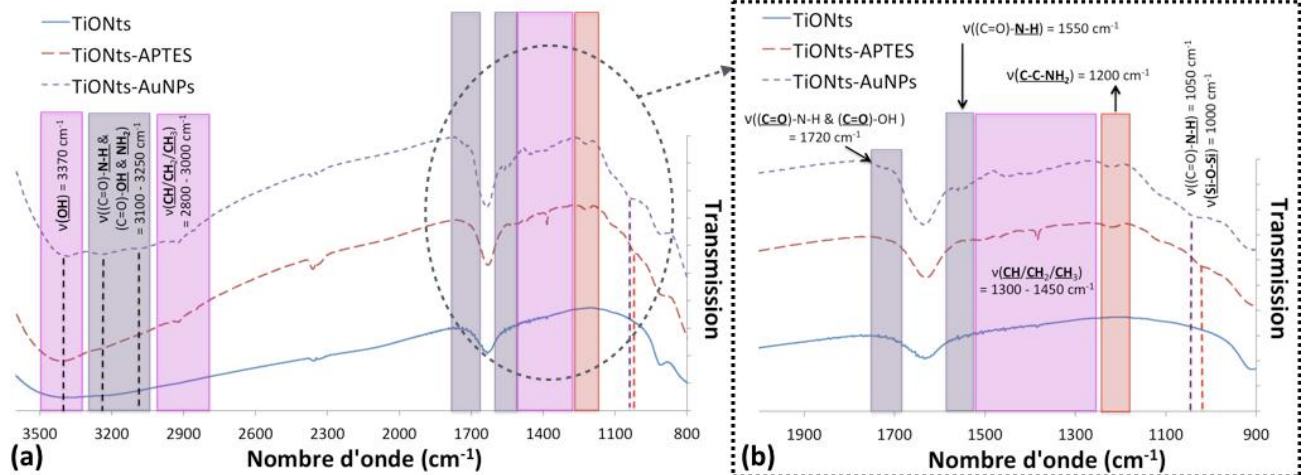 TiONts
TiONts-APTES
TiONts-AuNPs
ν(OH) = 3370 cm⁻¹
ν((C=O)-N-H &
(C=O)-OH & NH₂)
= 3100 - 3250 cm⁻¹
ν(CH/CH₂/CH₃)
= 2800 - 3000 cm⁻¹
Transmission
3500 3200 2900 2600 2300 2000 1700 1400 1100 800
(a)
Nombre d'onde (cm⁻¹)
TiONts
TiONts-APTES
TiONts-AuNPs
ν((C=O)-N-H) = 1550 cm⁻¹
ν(C-C-NH₂) = 1200 cm⁻¹
ν((C=O)-N-H & (C=O)-OH )
= 1720 cm⁻¹
ν((C=O)-N-H) = 1050 cm⁻¹
ν(Si-O-Si) = 1000 cm⁻¹
ν(CH/CH₂/CH₃)
= 1300 - 1450 cm⁻¹
Transmission
1900 1700 1500 1300 1100 900
(b)
Nombre d'onde (cm⁻¹)